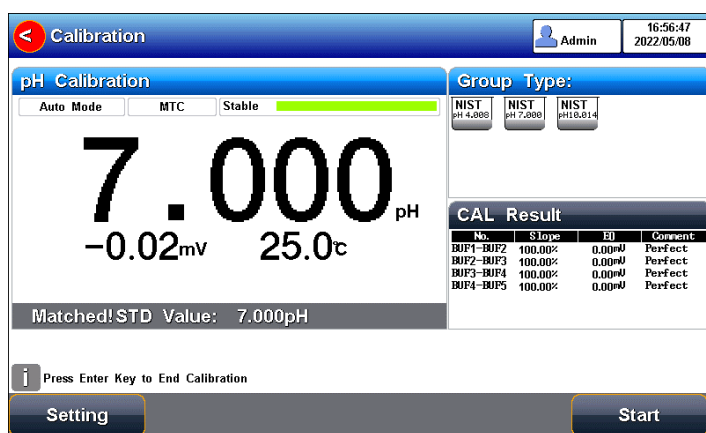 < Calibration
Admin
16:56:47
2022/05/08
pH Calibration
Auto Mode
MTC
Stable
7.000pH
-0.02mV
25.0℃
Matched!STD Value: 7.000pH
Group Type:
NIST
pH 4.008
NIST
pH 7.000
NIST
pH10.014
CAL Result
No. Slope E0 Comment
BUF1-BUF2 100.00% 0.00mV Perfect
BUF2-BUF3 100.00% 0.00mV Perfect
BUF3-BUF4 100.00% 0.00mV Perfect
BUF4-BUF5 100.00% 0.00mV Perfect
i Press Enter Key to End Calibration
Setting
Start